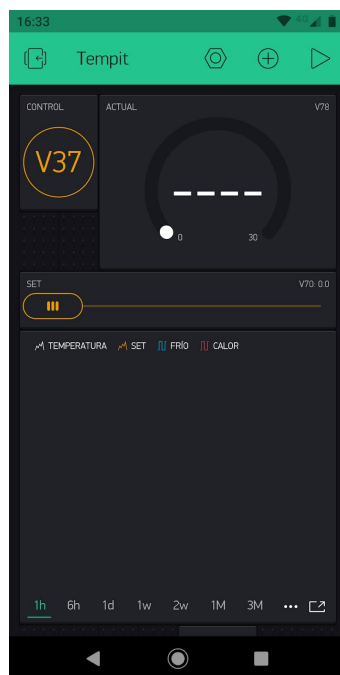 16:33 4G
Tempit
CONTROL
ACTUAL V78
V37
----
0 30
SET V70: 0.0
TEMPERATURA SET FRÍO CALOR
1h 6h 1d 1w 2w 1M 3M ...